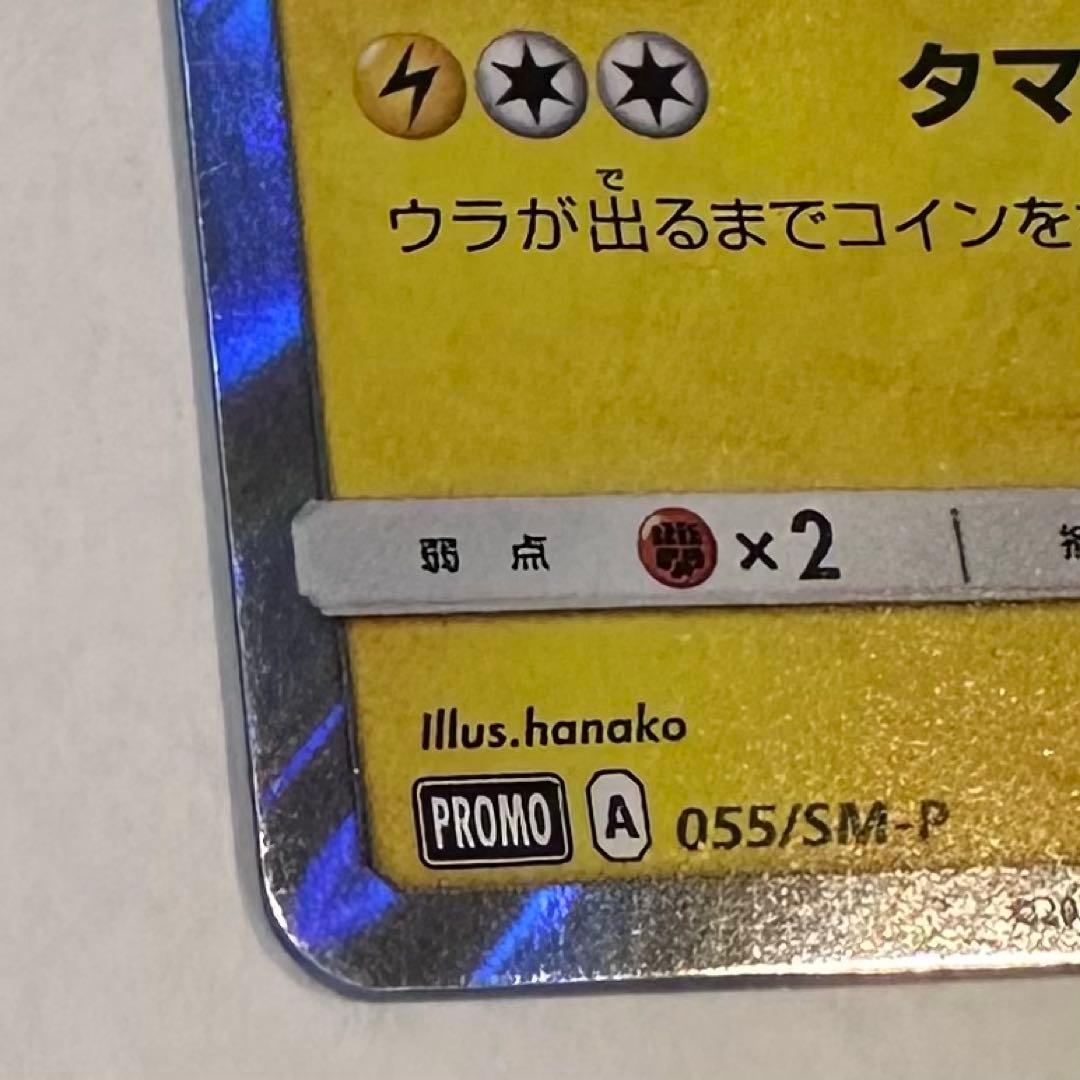 タマ
で
ウラが出るまでコインを
弱 点 ×2
Illus.hanako
PROMO A 055/SM-P
©20